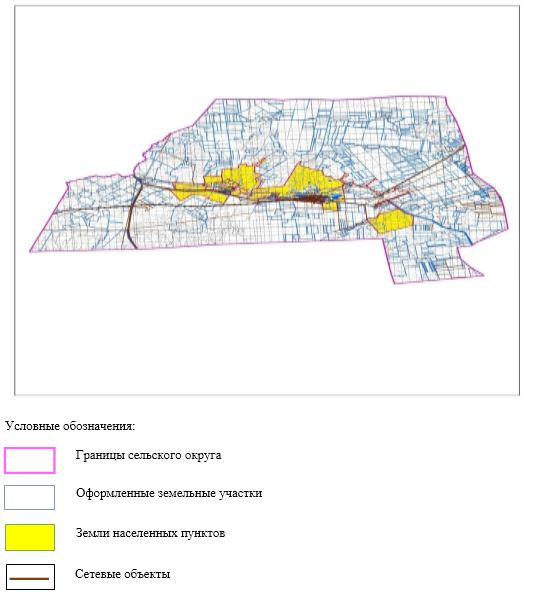 Условные обозначения:
Границы сельского округа
Оформленные земельные участки
Земли населенных пунктов
Сетевые объекты